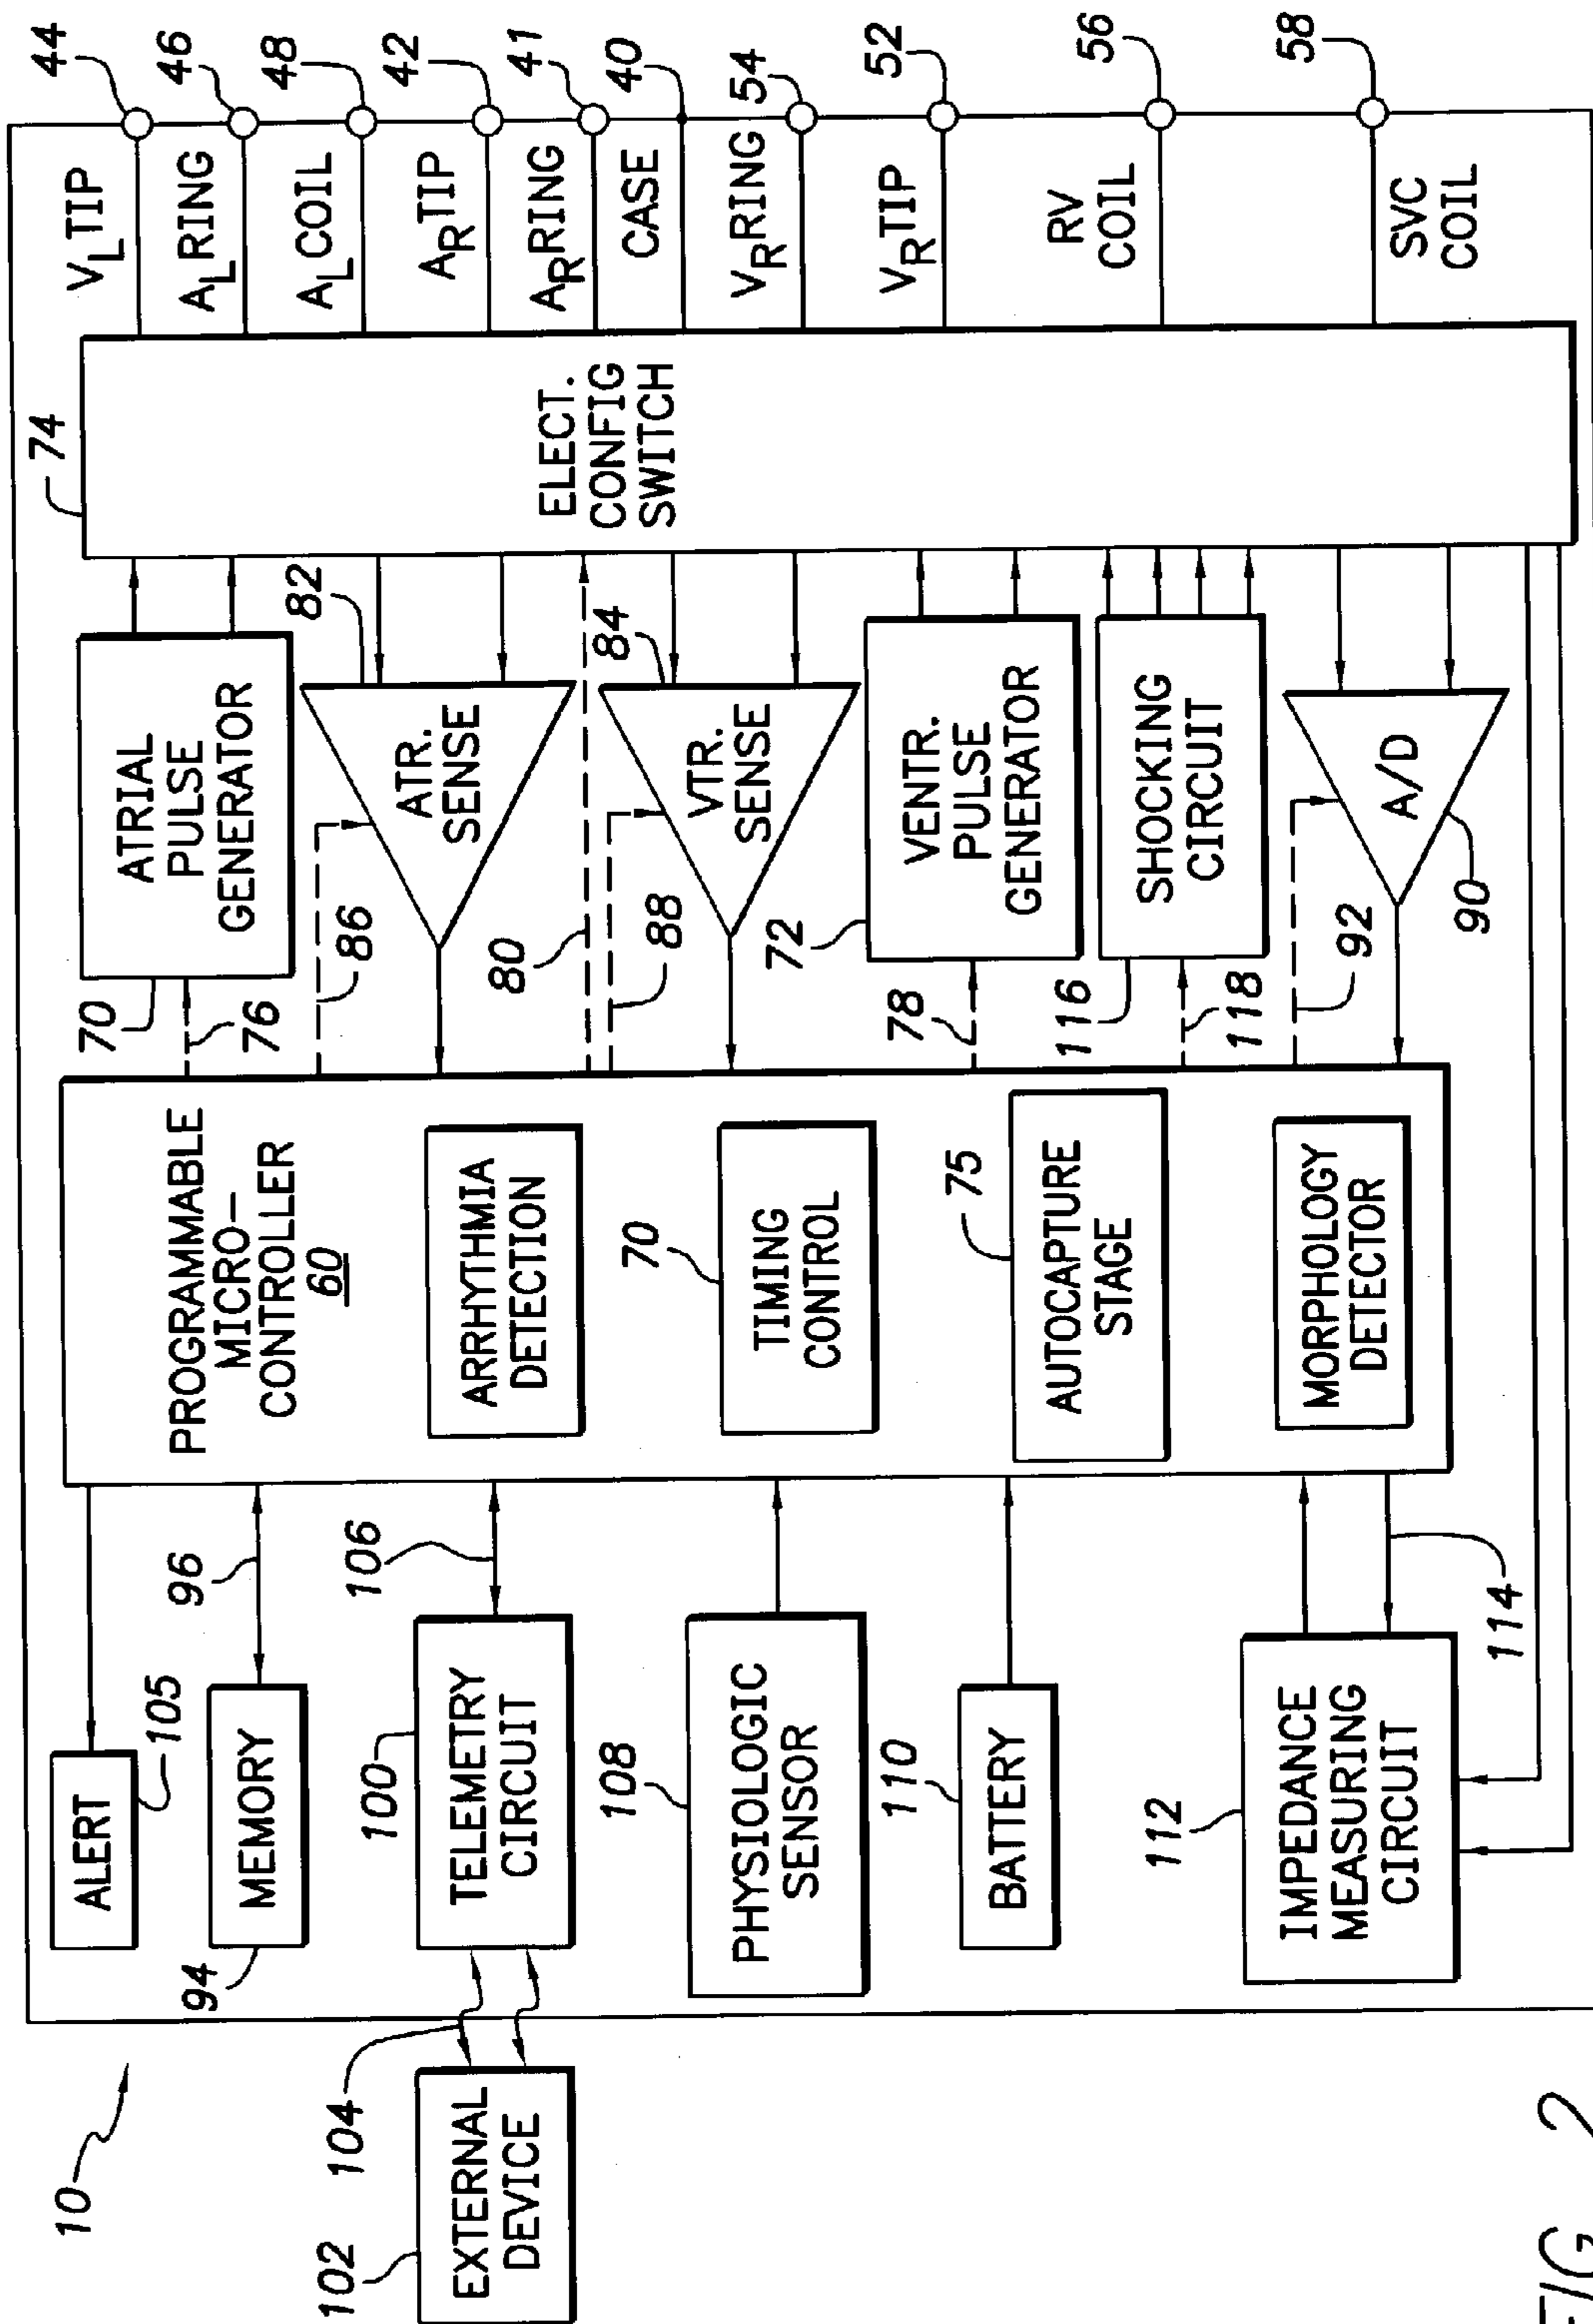 10
102
EXTERNAL
DEVICE
104
ALERT
105
MEMORY
94
96
100
TELEMETRY
CIRCUIT
106
108
PHYSIOLOGIC
SENSOR
110
BATTERY
112
IMPEDANCE
MEASURING
CIRCUIT
114
PROGRAMMABLE
MICRO–
CONTROLLER
60
ARRHYTHMIA
DETECTION
70
TIMING
CONTROL
75
AUTOCAPTURE
STAGE
MORPHOLOGY
DETECTOR
70
76
ATRIAL
PULSE
GENERATOR
86
82
ATR.
SENSE
80
88
84
VTR.
SENSE
72
78
VENTR.
PULSE
GENERATOR
116
118
SHOCKING
CIRCUIT
92
A/D
90
74
ELECT.
CONFIG
SWITCH
VL TIP
44
AL RING
46
AL COIL
48
AR TIP
42
AR RING
41
CASE
40
VR RING
54
VR TIP
52
RV
COIL
56
SVC
COIL
58
FIG. 2